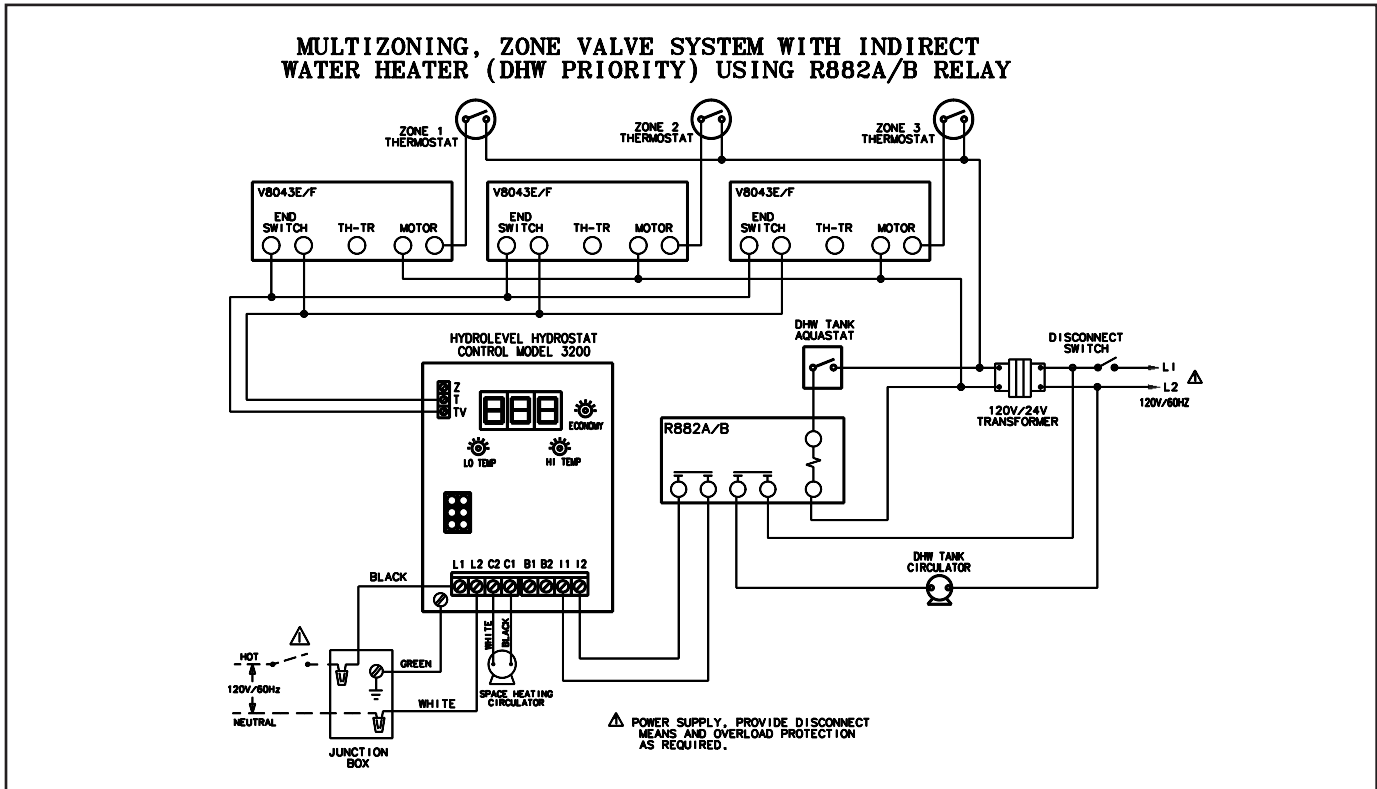 MULTIZONING, ZONE VALVE SYSTEM WITH INDIRECT
WATER HEATER (DHW PRIORITY) USING R882A/B RELAY
ZONE 1
THERMOSTAT
ZONE 2
THERMOSTAT
ZONE 3
THERMOSTAT
V8043E/F
END
SWITCH
TH-TR
MOTOR
V8043E/F
END
SWITCH
TH-TR
MOTOR
V8043E/F
END
SWITCH
TH-TR
MOTOR
HYDROLEVEL HYDROSTAT
CONTROL MODEL 3200
Z
T
TV
888
ECONOMY
LO TEMP
HI TEMP
L1 L2 C2 C1 B1 B2 I1 I2
DHW TANK
AQUASTAT
DISCONNECT
SWITCH
L1
L2
120V/60HZ
120V/24V
TRANSFORMER
R882A/B
DHW TANK
CIRCULATOR
BLACK
WHITE
BLACK
GREEN
WHITE
HOT
120V/60Hz
NEUTRAL
JUNCTION
BOX
SPACE HEATING
CIRCULATOR
! POWER SUPPLY, PROVIDE DISCONNECT
MEANS AND OVERLOAD PROTECTION
AS REQUIRED.